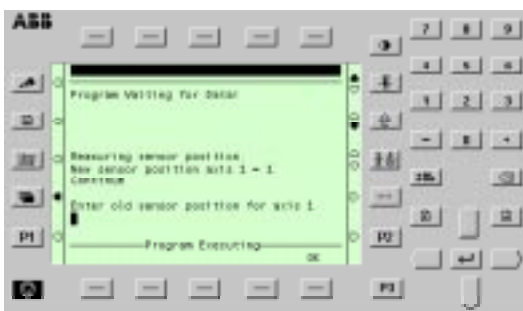 ABB
7 8 9
4 5 6
1 2 3
Program Waiting for Data!
Measuring sensor position
New sensor position axis 1 = 1
Continue
Enter old sensor position for axis 1
P1
Program Executing
P2
OK
P3